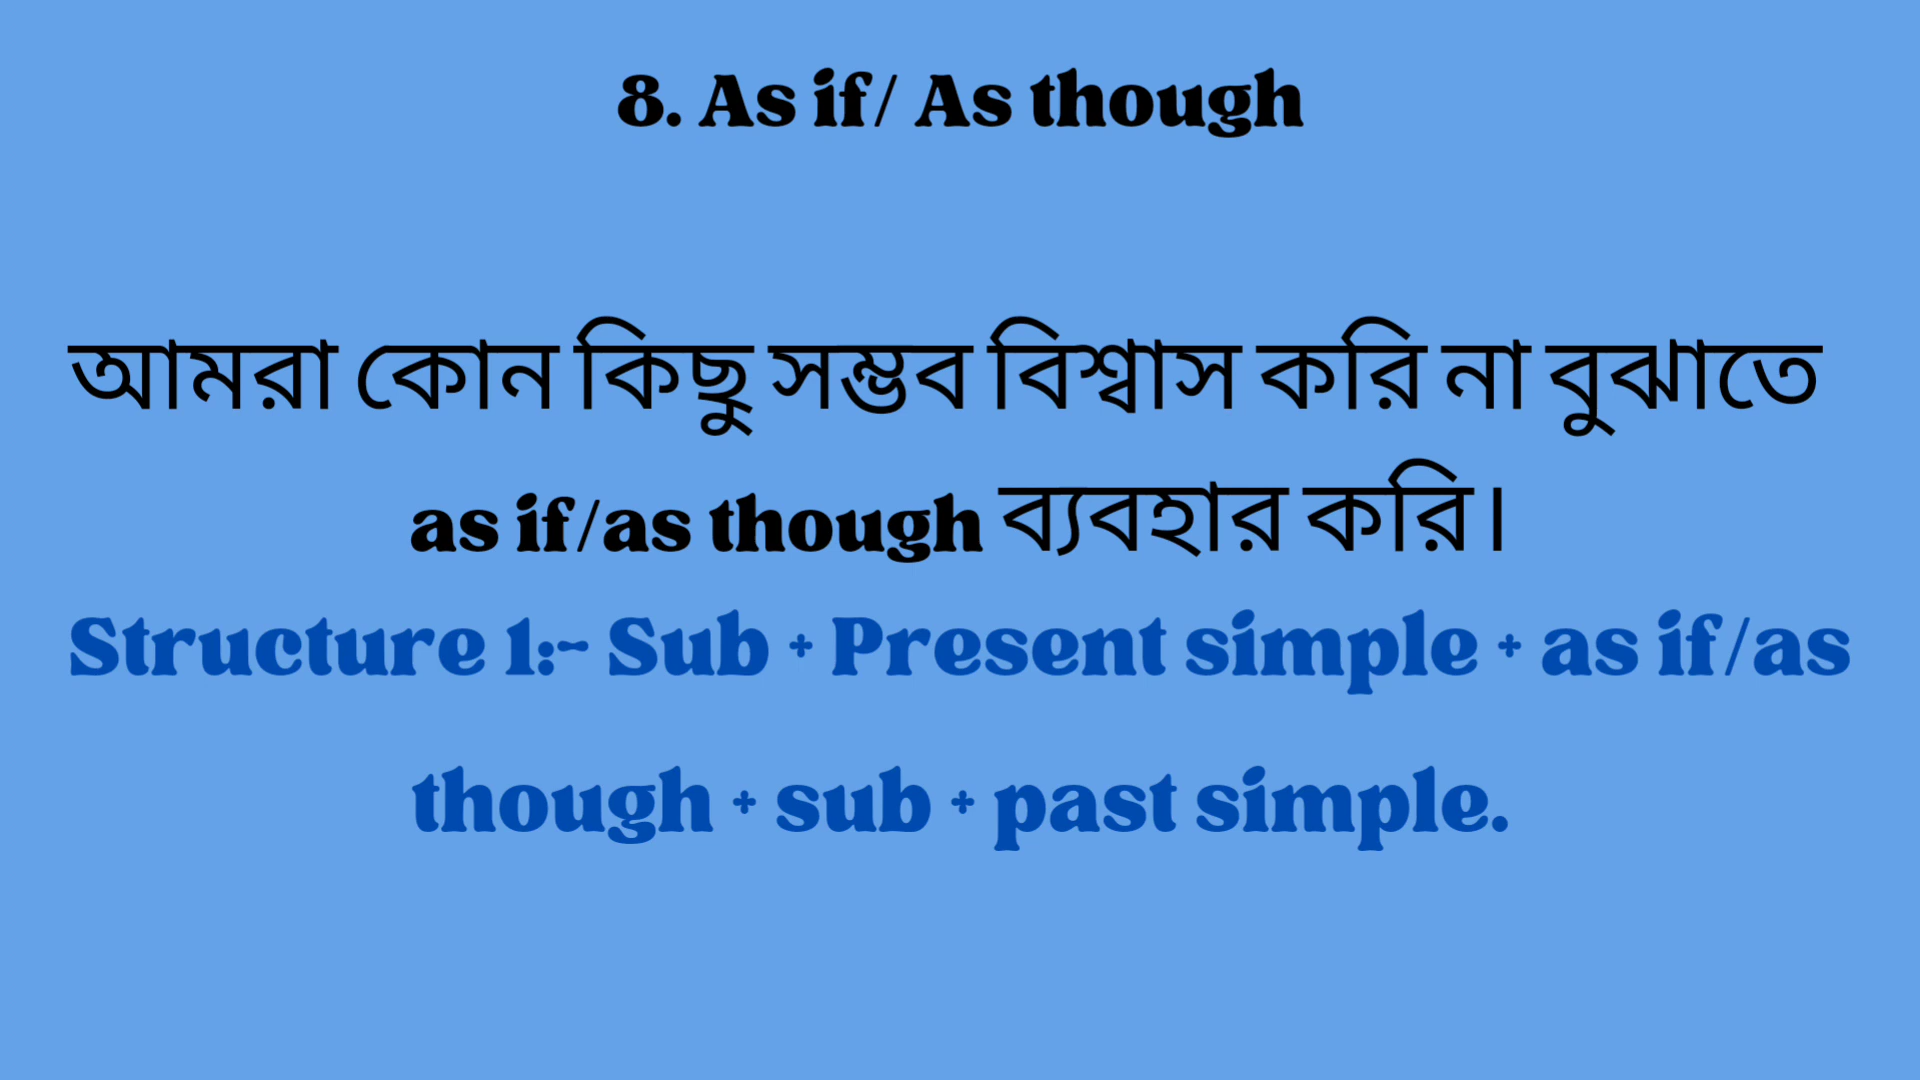 8. As if/ As though
আমরা কোন কিছু সম্ভব বিশ্বাস করি না বুঝাতে
as if/as though ব্যবহার করি।
Structure 1:- Sub + Present simple + as if/as
though + sub + past simple.